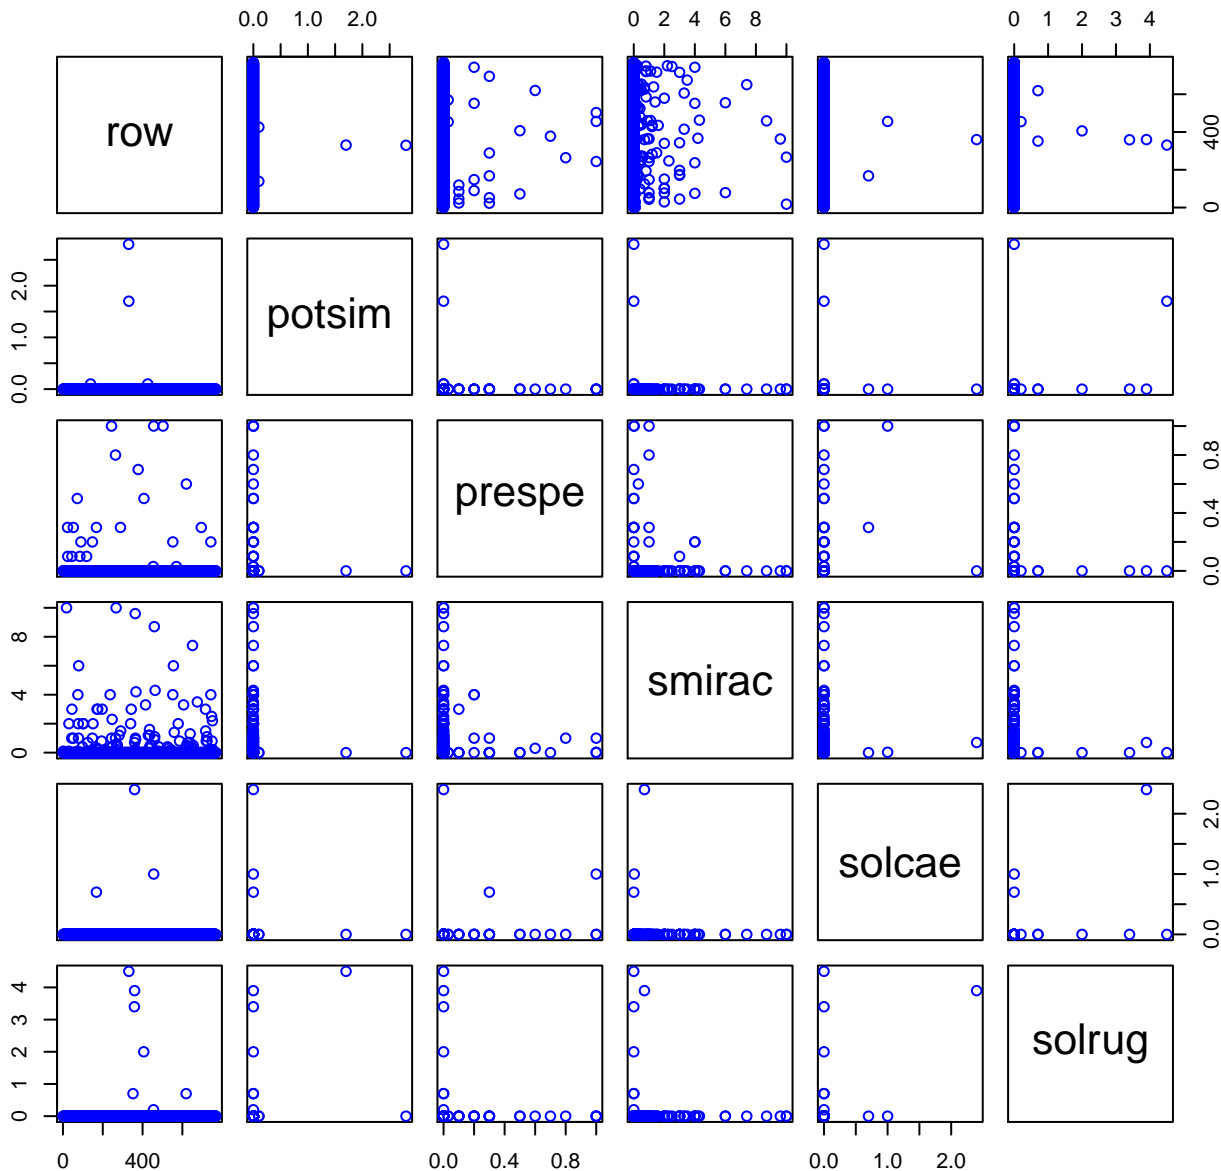 0.0 1.0 2.0 0 2 4 6 8 0 1 2 3 4
row 0 400
0.0 1.0 2.0 potsim
prespe 0.0 0.4 0.8
0 4 8 smirac
solcae 0.0 1.0 2.0
0 1 2 3 4 solrug
0 400 0.0 0.4 0.8 0.0 1.0 2.0